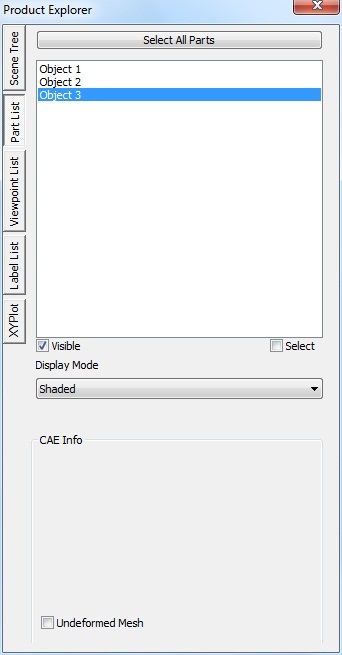 Product Explorer
Scene Tree
Part List
Viewpoint List
Label List
XYPlot
Select All Parts
Object 1
Object 2
Object 3
Visible
Select
Display Mode
Shaded
CAE Info
Undeformed Mesh